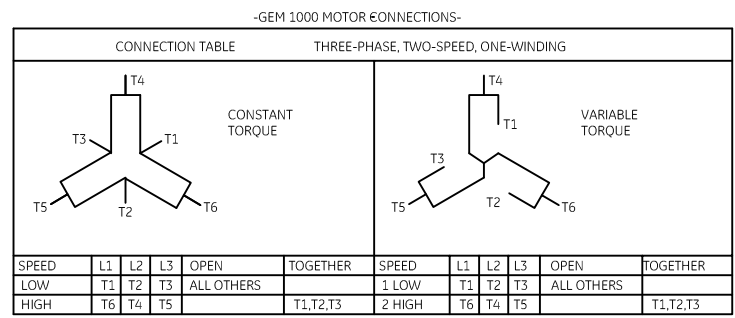 -GEM 1000 MOTOR CONNECTIONS-
CONNECTION TABLE THREE-PHASE, TWO-SPEED, ONE-WINDING
T4
CONSTANT
TORQUE
T3
T1
T5
T2
T6
T4
VARIABLE
TORQUE
T1
T3
T2
T5
T6
SPEED L1 L2 L3 OPEN TOGETHER
LOW T1 T2 T3 ALL OTHERS
HIGH T6 T4 T5 T1,T2,T3
SPEED L1 L2 L3 OPEN TOGETHER
1 LOW T1 T2 T3 ALL OTHERS
2 HIGH T6 T4 T5 T1,T2,T3